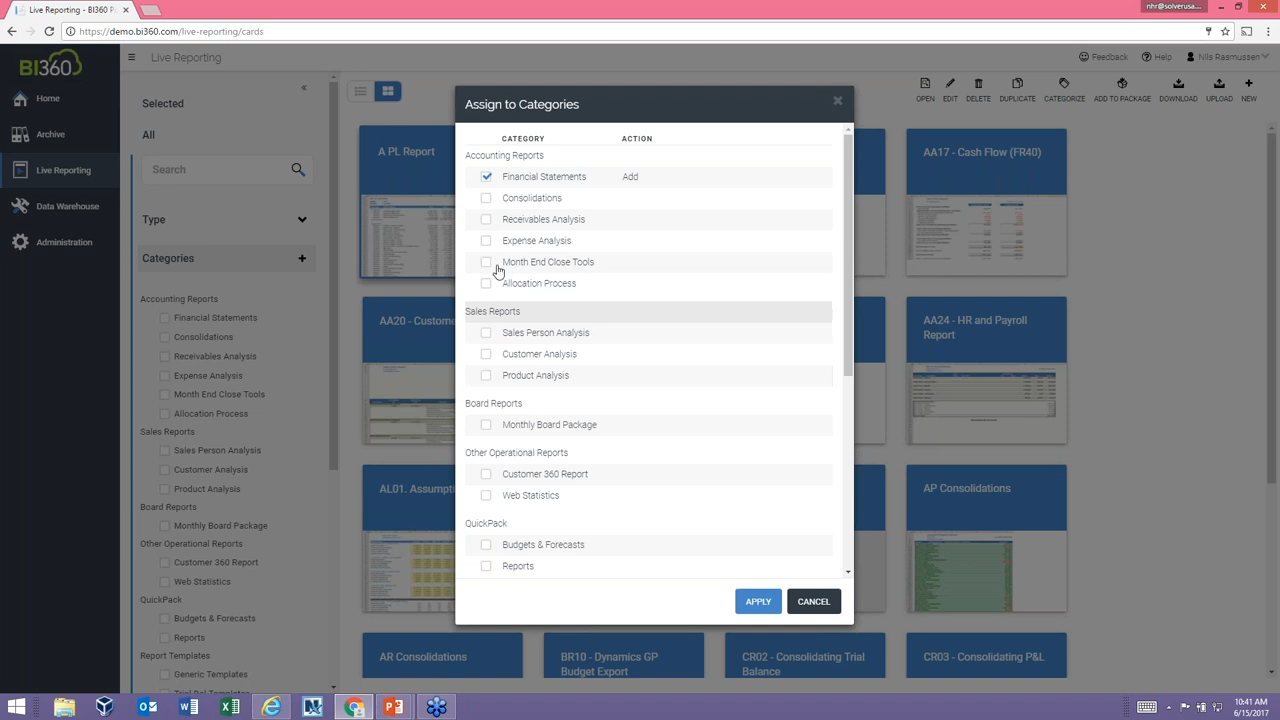 Live Reporting - BI360 P
nhr@solverusa...
https://demo.bi360.com/live-reporting/cards
BI360
Live Reporting
Feedback
Help
Nils Rasmussen
Home
Archive
Live Reporting
Data Warehouse
Administration
Selected
All
Search
Type
Categories
Accounting Reports
Financial Statements
Consolidations
Receivables Analysis
Expense Analysis
Month End Close Tools
Allocation Process
Sales Reports
Sales Person Analysis
Customer Analysis
Product Analysis
Board Reports
Monthly Board Package
Other Operational Reports
Customer 360 Report
Web Statistics
QuickPack
Budgets & Forecasts
Reports
Report Templates
Generic Templates
OPEN
EDIT
DELETE
DUPLICATE
CATEGORIZE
ADD TO PACKAGE
DOWNLOAD
UPLOAD
NEW
A PL Report
AA17 - Cash Flow (FR40)
AA20 - Custome
AA24 - HR and Payroll
Report
AL01. Assumpt
AP Consolidations
AR Consolidations
BR10 - Dynamics GP
Budget Export
CR02 - Consolidating Trial
Balance
CR03 - Consolidating P&L
Assign to Categories
CATEGORY ACTION
Accounting Reports
Financial Statements Add
Consolidations
Receivables Analysis
Expense Analysis
Month End Close Tools
Allocation Process
Sales Reports
Sales Person Analysis
Customer Analysis
Product Analysis
Board Reports
Monthly Board Package
Other Operational Reports
Customer 360 Report
Web Statistics
QuickPack
Budgets & Forecasts
Reports
APPLY
CANCEL
10:41 AM
6/15/2017